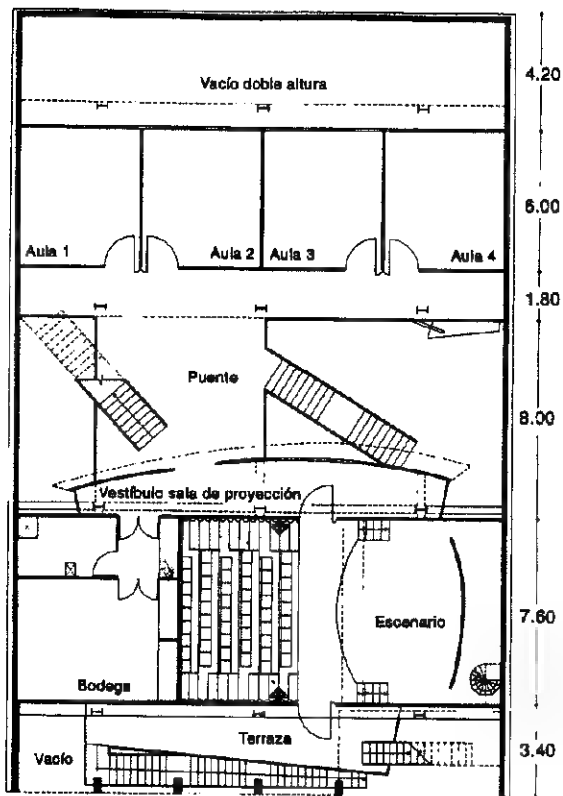 Vacío doble altura
4.20
6.00
Aula 1
Aula 2
Aula 3
Aula 4
1.80
Puente
8.00
Vestíbulo sala de proyección
Escenario
7.60
Bodega
Terraza
Vacío
3.40